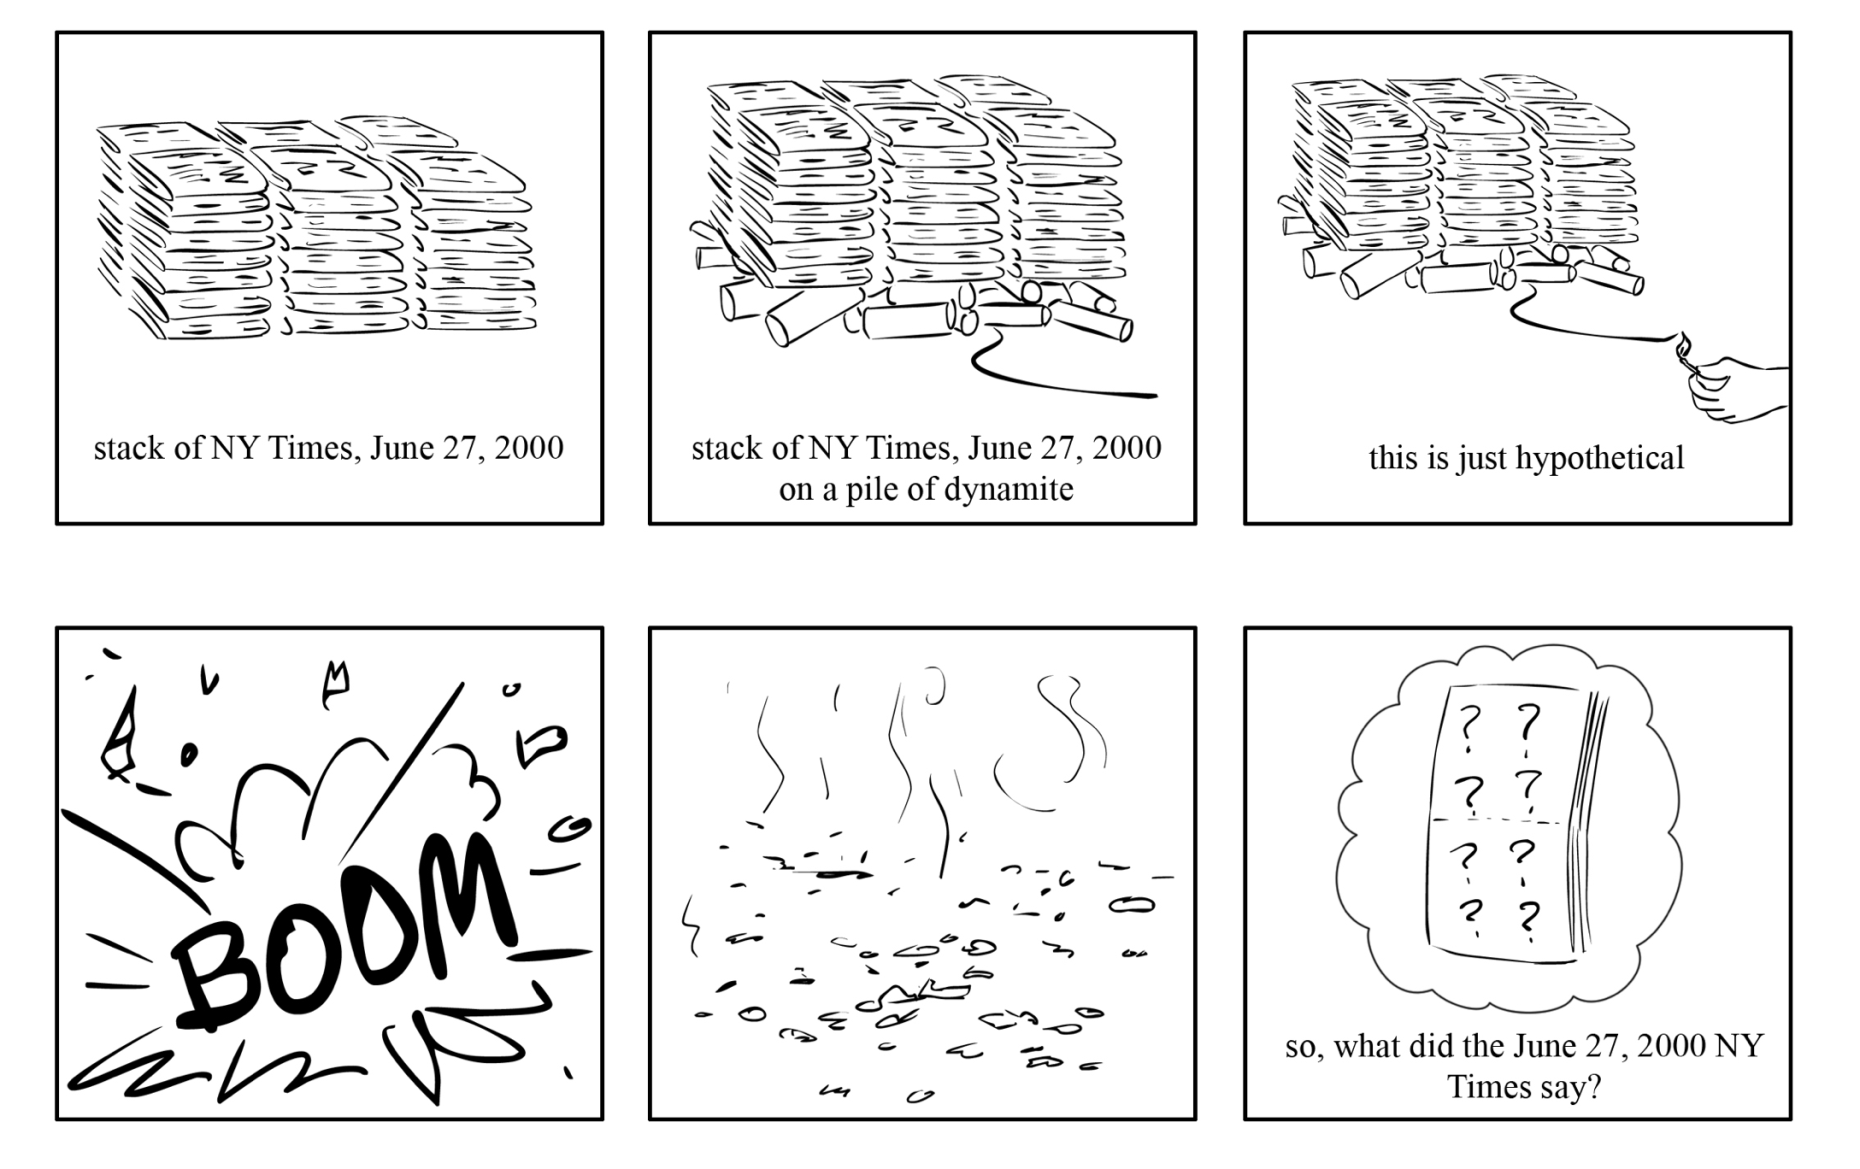 stack of NY Times, June 27, 2000
stack of NY Times, June 27, 2000
on a pile of dynamite
this is just hypothetical
BOOM
? ?
? ?
? ?
? ?
so, what did the June 27, 2000 NY
Times say?